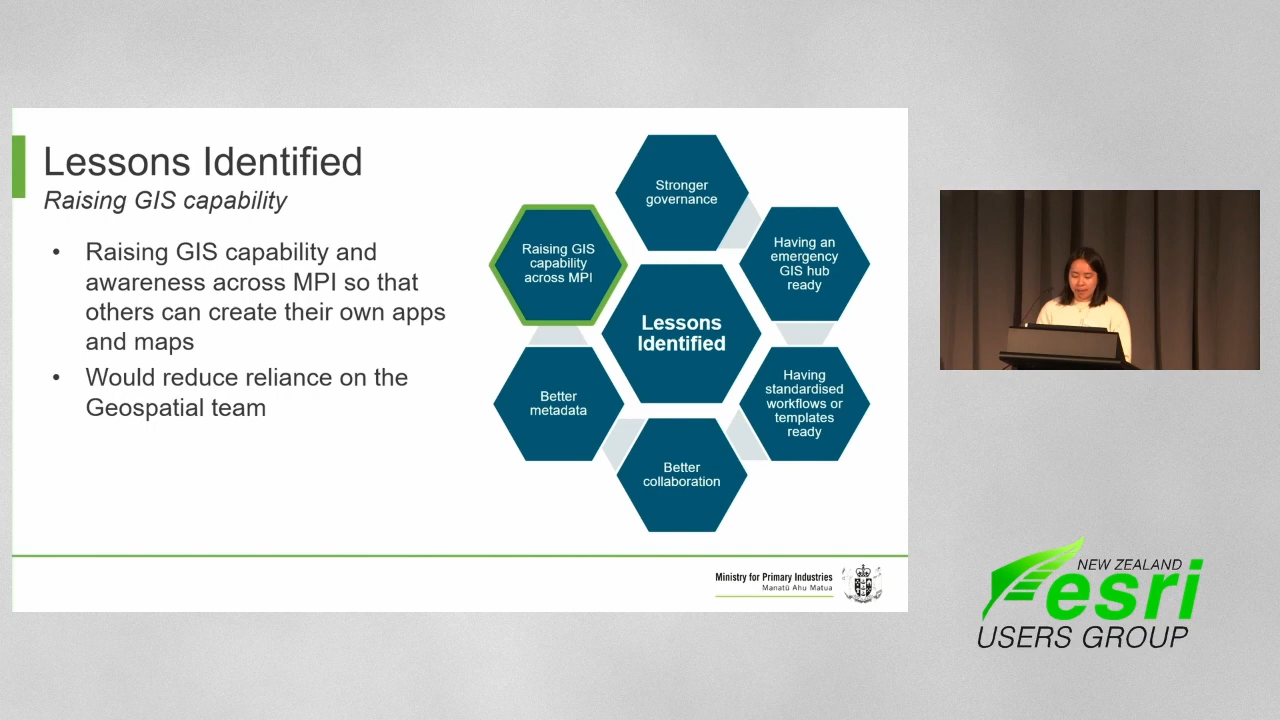 Lessons Identified
Raising GIS capability
• Raising GIS capability and
awareness across MPI so that
others can create their own apps
and maps
• Would reduce reliance on the
Geospatial team
Stronger
governance
Having an
emergency
GIS hub
ready
Having
standardised
workflows or
templates
ready
Better
collaboration
Better
metadata
Raising GIS
capability
across MPI
Lessons
Identified
Ministry for Primary Industries
Manatū Ahu Matua
NEW ZEALAND
esri
USERS GROUP